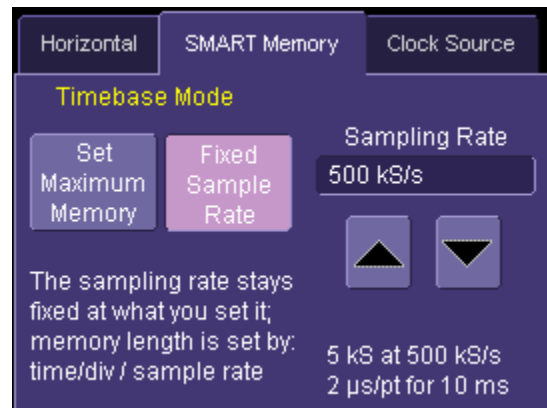 Horizontal
SMART Memory
Clock Source
Timebase Mode
Set
Maximum
Memory
Fixed
Sample
Rate
Sampling Rate
500 kS/s
The sampling rate stays
fixed at what you set it;
memory length is set by:
time/div / sample rate
5 kS at 500 kS/s
2 µs/pt for 10 ms